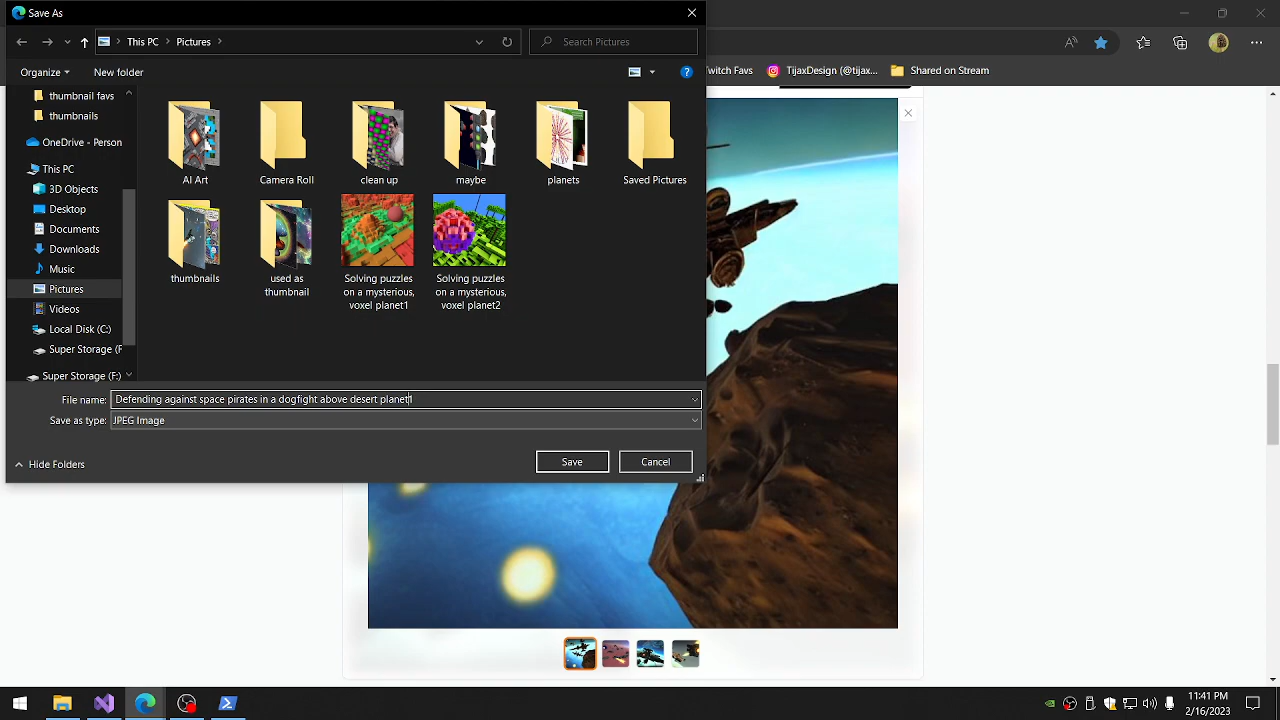 Save As
This PC
Pictures
Search Pictures
Organize
New folder
?
witch Favs
TijaxDesign (@tijax...
Shared on Stream
thumbnail favs
thumbnails
OneDrive - Person
This PC
3D Objects
Desktop
Documents
Downloads
Music
Pictures
Videos
Local Disk (C:)
Super Storage (F
Super Storage (F:)
AI Art
Camera Roll
clean up
maybe
planets
Saved Pictures
thumbnails
used as
thumbnail
Solving puzzles
on a mysterious,
voxel planet1
Solving puzzles
on a mysterious,
voxel planet2
File name:
Defending against space pirates in a dogfight above desert planet1
Save as type:
JPEG Image
Hide Folders
Save
Cancel
11:41 PM
2/16/2023